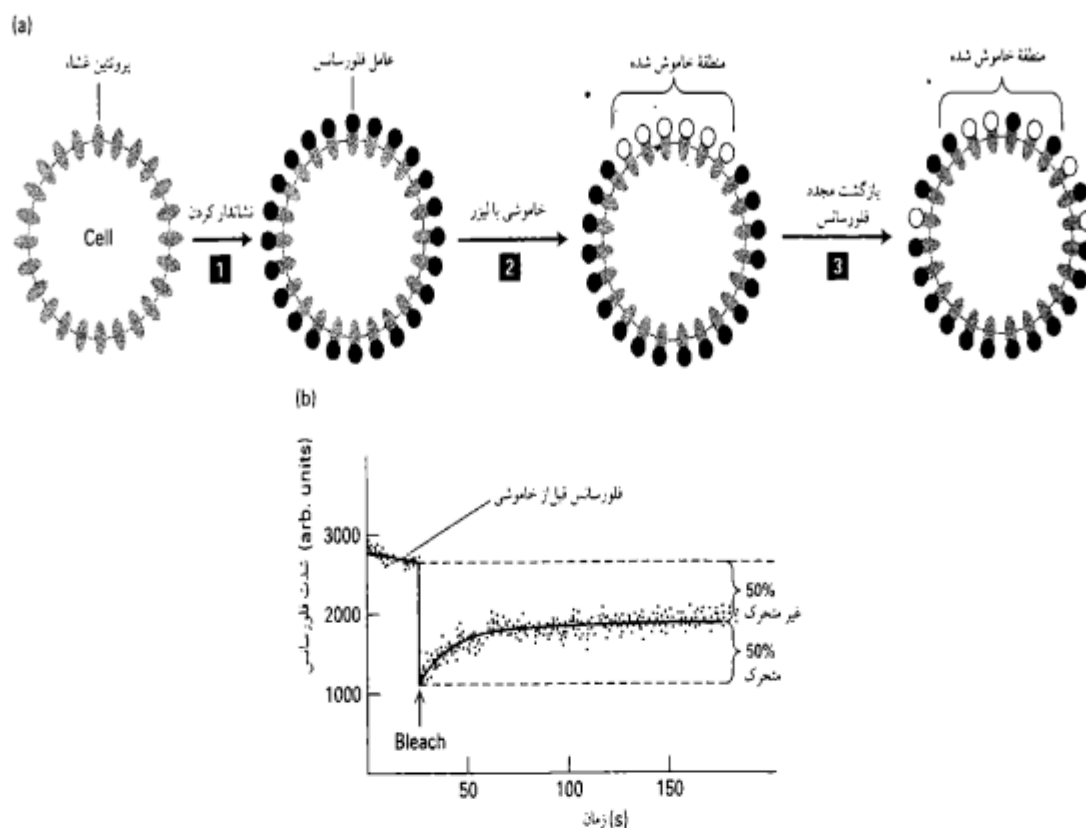 (a)
پروتئین غشاء
عامل فلورسانس
منطقهٔ خاموش شده
منطقهٔ خاموش شده
Cell
نشاندار کردن
1
خاموشی با لیزر
2
بازگشت مجدد
فلورسانس
3
(b)
شدت فلورسانس (arb. units)
3000
2000
1000
فلورسانس قبل از خاموشی
50%
غیر متحرک
50%
متحرک
Bleach
50
100
150
زمان (s)